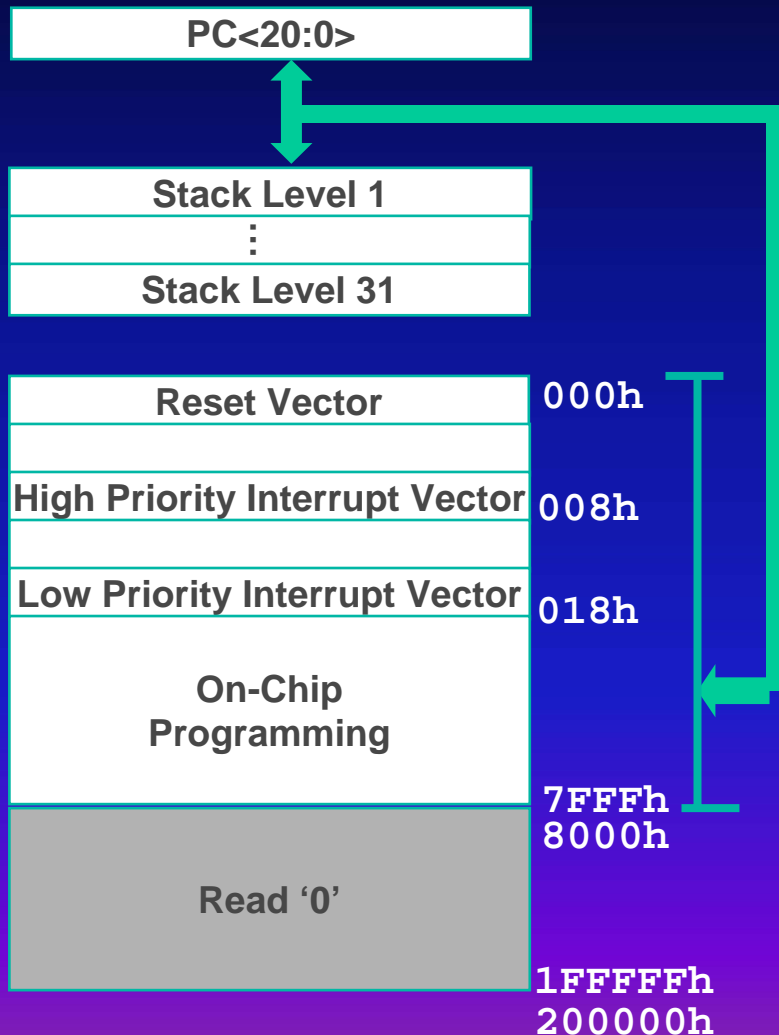 PC<20:0>
Stack Level 1
⋮
Stack Level 31
Reset Vector
000h
High Priority Interrupt Vector
008h
Low Priority Interrupt Vector
018h
On-Chip
Programming
7FFFh
8000h
Read ‘0’
1FFFFFh
200000h